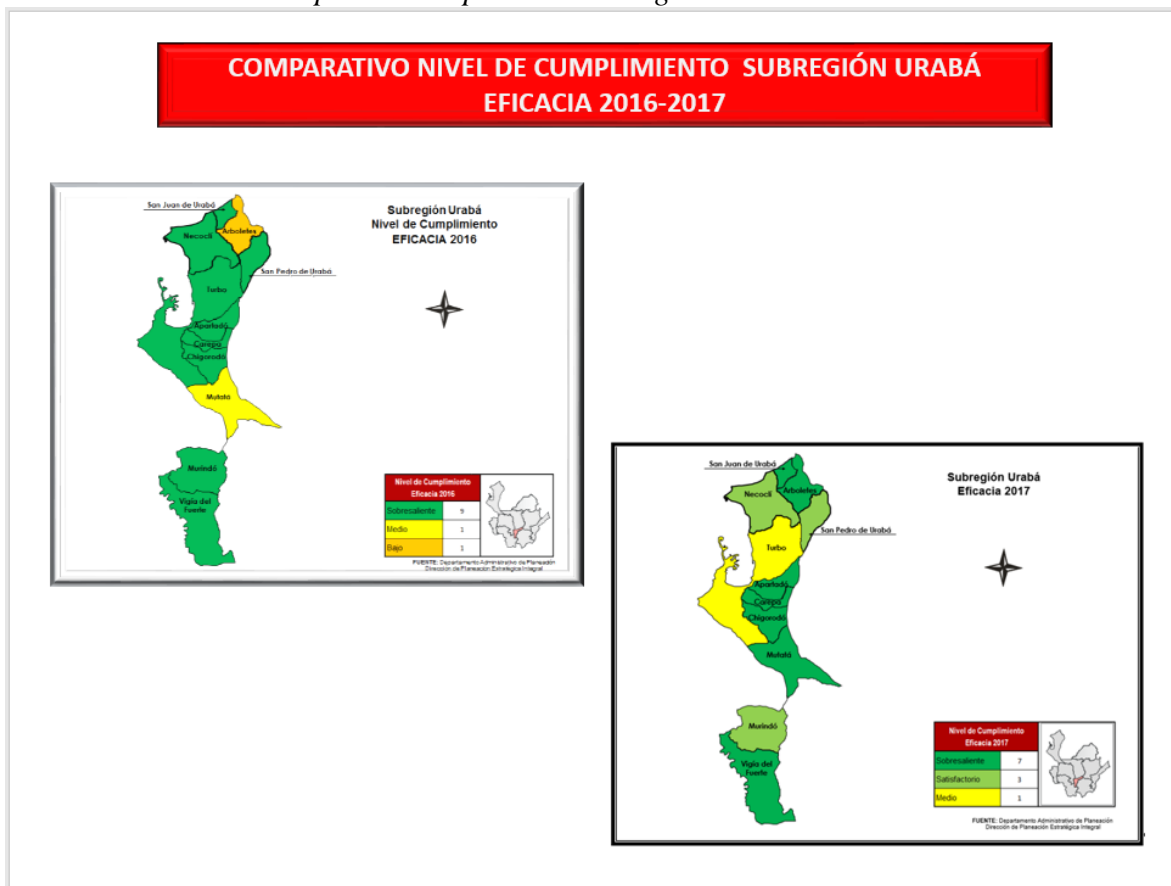 COMPARATIVO NIVEL DE CUMPLIMIENTO SUBREGIÓN URABÁ
EFICACIA 2016-2017
Subregión Urabá
Nivel de Cumplimiento
EFICACIA 2016
San Juan de Urabá
Necoclí
Arboletes
San Pedro de Urabá
Turbo
Apartadó
Carepa
Chigorodó
Mutatá
Murindó
Vigía del
Fuerte
Nivel de Cumplimiento
Eficacia 2016
Sobresaliente 9
Medio 1
Bajo 1
FUENTE: Departamento Administrativo de Planeación
Dirección de Planeación Estratégica Integral
Subregión Urabá
Eficacia 2017
San Juan de Urabá
Necoclí
Arboletes
San Pedro de Urabá
Turbo
Apartadó
Carepa
Chigorodó
Mutatá
Murindó
Vigía del
Fuerte
Nivel de Cumplimiento
Eficacia 2017
Sobresaliente 7
Satisfactorio 3
Medio 1
FUENTE: Departamento Administrativo de Planeación
Dirección de Planeación Estratégica Integral